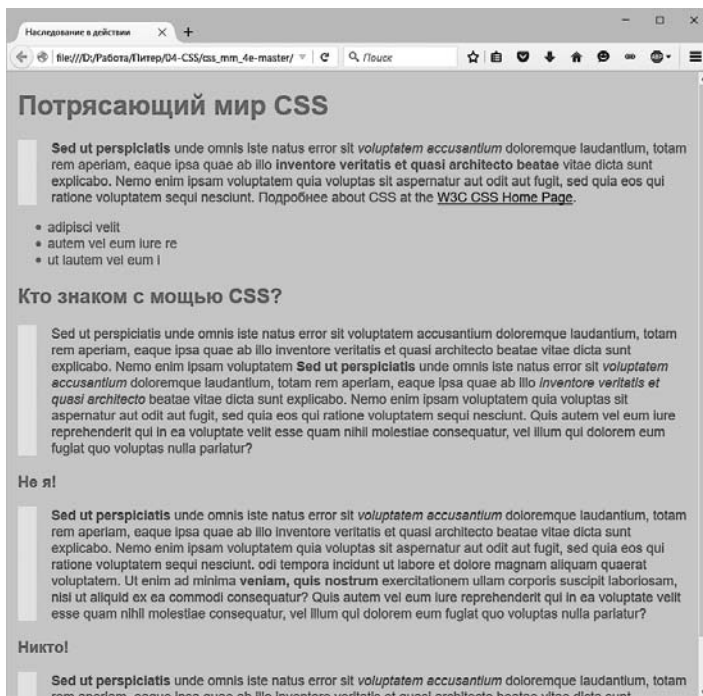 Наследование в действии
file:///D:/Работа/Питер/04-CSS/css_mm_4e-master/
Поиск
Потрясающий мир CSS
Sed ut perspiciatis unde omnis iste natus error sit voluptatem accusantium doloremque laudantium, totam
rem aperiam, eaque ipsa quae ab illo inventore veritatis et quasi architecto beatae vitae dicta sunt
explicabo. Nemo enim ipsam voluptatem quia voluptas sit aspernatur aut odit aut fugit, sed quia eos qui
ratione voluptatem sequi nesciunt. Подробнее about CSS at the W3C CSS Home Page.
• adipisci velit
• autem vel eum iure re
• ut lautem vel eum i
Кто знаком с мощью CSS?
Sed ut perspiciatis unde omnis iste natus error sit voluptatem accusantium doloremque laudantium, totam
rem aperiam, eaque ipsa quae ab illo inventore veritatis et quasi architecto beatae vitae dicta sunt
explicabo. Nemo enim ipsam voluptatem Sed ut perspiciatis unde omnis iste natus error sit voluptatem
accusantium doloremque laudantium, totam rem aperiam, eaque ipsa quae ab illo inventore veritatis et
quasi architecto beatae vitae dicta sunt explicabo. Nemo enim ipsam voluptatem quia voluptas sit
aspernatur aut odit aut fugit, sed quia eos qui ratione voluptatem sequi nesciunt. Quis autem vel eum iure
reprehenderit qui in ea voluptate velit esse quam nihil molestiae consequatur, vel illum qui dolorem eum
fugiat quo voluptas nulla pariatur?
Не я!
Sed ut perspiciatis unde omnis iste natus error sit voluptatem accusantium doloremque laudantium, totam
rem aperiam, eaque ipsa quae ab illo inventore veritatis et quasi architecto beatae vitae dicta sunt
explicabo. Nemo enim ipsam voluptatem quia voluptas sit aspernatur aut odit aut fugit, sed quia eos qui
ratione voluptatem sequi nesciunt. odi tempora incidunt ut labore et dolore magnam aliquam quaerat
voluptatem. Ut enim ad minima veniam, quis nostrum exercitationem ullam corporis suscipit laboriosam,
nisi ut aliquid ex ea commodi consequatur? Quis autem vel eum iure reprehenderit qui in ea voluptate velit
esse quam nihil molestiae consequatur, vel illum qui dolorem eum fugiat quo voluptas nulla pariatur?
Никто!
Sed ut perspiciatis unde omnis iste natus error sit voluptatem accusantium doloremque laudantium, totam
rem aperiam, eaque ipsa quae ab illo inventore veritatis et quasi architecto beatae vitae dicta sunt